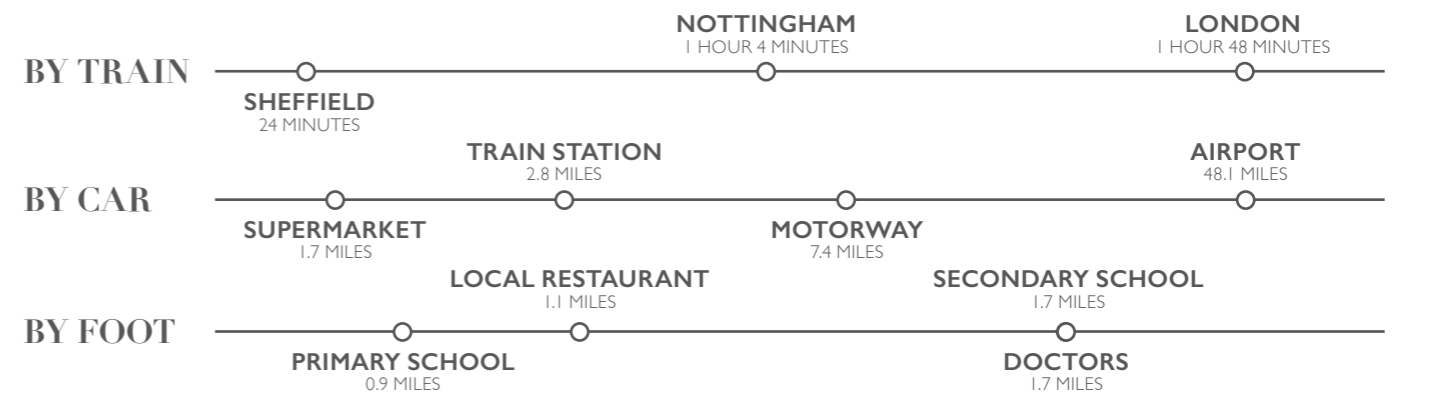 BY TRAIN
SHEFFIELD
24 MINUTES
NOTTINGHAM
1 HOUR 4 MINUTES
LONDON
1 HOUR 48 MINUTES
BY CAR
SUPERMARKET
1.7 MILES
TRAIN STATION
2.8 MILES
MOTORWAY
7.4 MILES
AIRPORT
48.1 MILES
BY FOOT
PRIMARY SCHOOL
0.9 MILES
LOCAL RESTAURANT
1.1 MILES
SECONDARY SCHOOL
1.7 MILES
DOCTORS
1.7 MILES